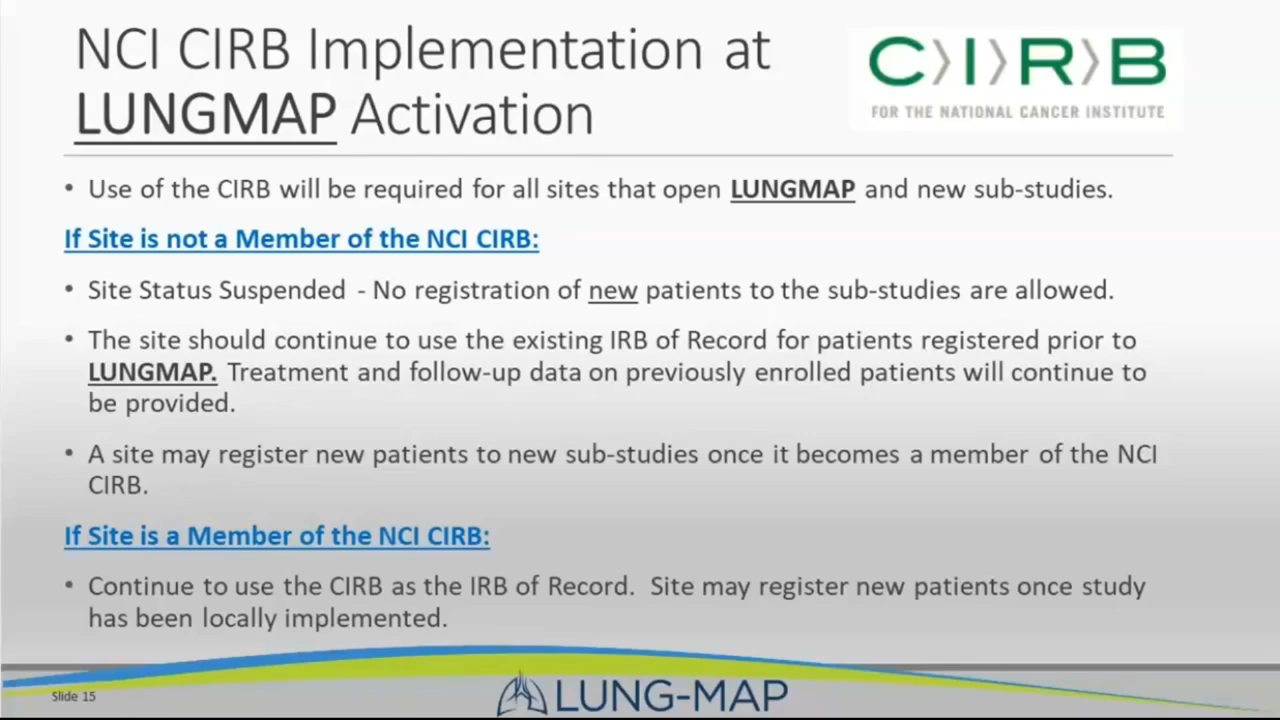 NCI CIRB Implementation at
LUNGMAP Activation
C I R B
FOR THE NATIONAL CANCER INSTITUTE
• Use of the CIRB will be required for all sites that open LUNGMAP and new sub-studies.
If Site is not a Member of the NCI CIRB:
• Site Status Suspended - No registration of new patients to the sub-studies are allowed.
• The site should continue to use the existing IRB of Record for patients registered prior to
LUNGMAP. Treatment and follow-up data on previously enrolled patients will continue to
be provided.
• A site may register new patients to new sub-studies once it becomes a member of the NCI
CIRB.
If Site is a Member of the NCI CIRB:
• Continue to use the CIRB as the IRB of Record. Site may register new patients once study
has been locally implemented.
Slide 15
LUNG-MAP